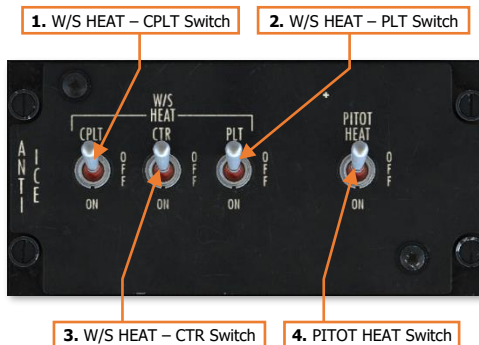 1. W/S HEAT – CPLT Switch
2. W/S HEAT – PLT Switch
W/S
HEAT
CPLT CTR PLT
PITOT
HEAT
ANTI
ICE
OFF OFF OFF OFF
ON ON ON ON
3. W/S HEAT – CTR Switch
4. PITOT HEAT Switch